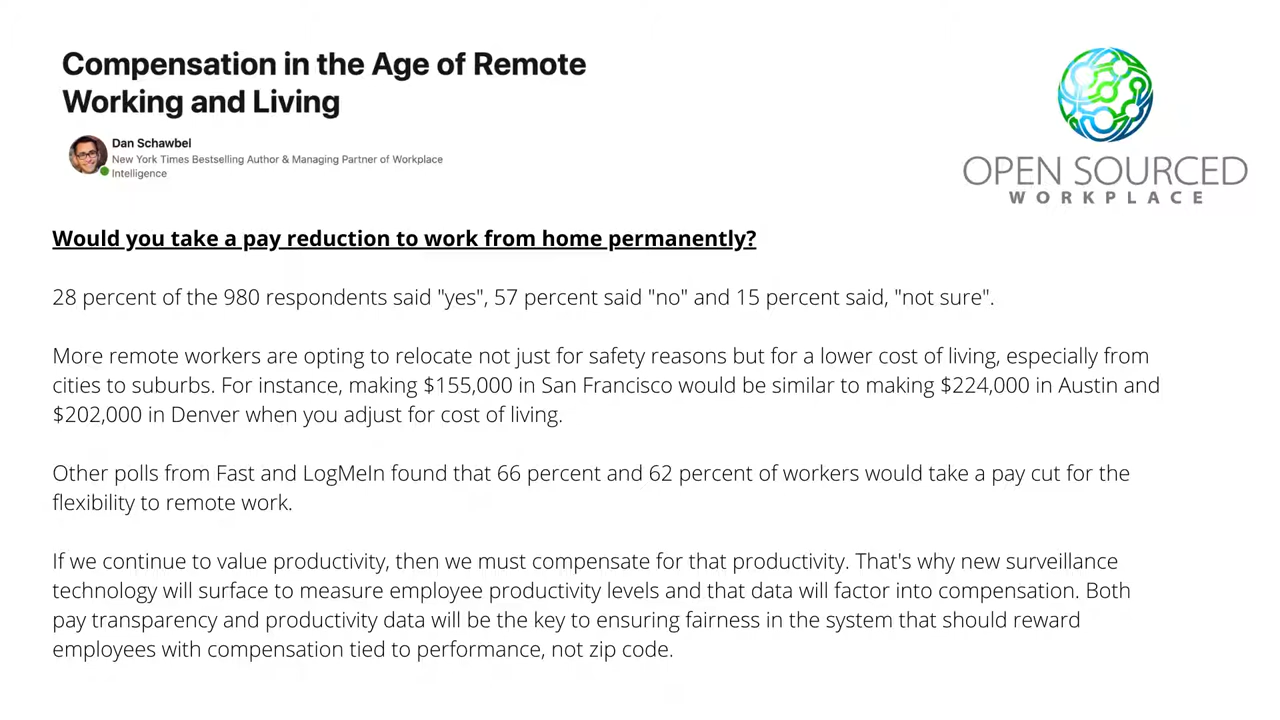 Compensation in the Age of Remote
Working and Living
Dan Schawbel
New York Times Bestselling Author & Managing Partner of Workplace
Intelligence
OPEN SOURCED
WORKPLACE
Would you take a pay reduction to work from home permanently?
28 percent of the 980 respondents said "yes", 57 percent said "no" and 15 percent said, "not sure".
More remote workers are opting to relocate not just for safety reasons but for a lower cost of living, especially from
cities to suburbs. For instance, making $155,000 in San Francisco would be similar to making $224,000 in Austin and
$202,000 in Denver when you adjust for cost of living.
Other polls from Fast and LogMeIn found that 66 percent and 62 percent of workers would take a pay cut for the
flexibility to remote work.
If we continue to value productivity, then we must compensate for that productivity. That's why new surveillance
technology will surface to measure employee productivity levels and that data will factor into compensation. Both
pay transparency and productivity data will be the key to ensuring fairness in the system that should reward
employees with compensation tied to performance, not zip code.